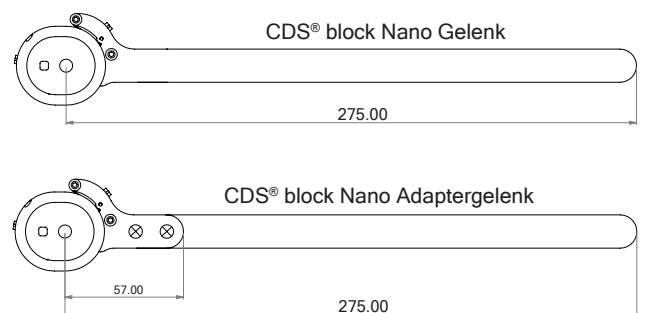 CDS® block Nano Gelenk
275.00
CDS® block Nano Adaptergelenk
57.00
275.00